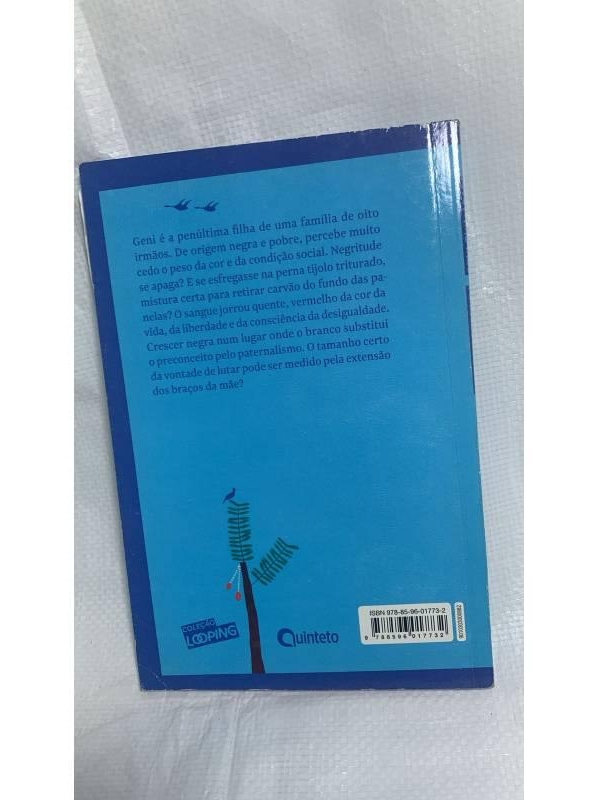 Geni é a penúltima filha de uma família de oito
irmãos. De origem negra e pobre, percebe muito
cedo o peso da cor e da condição social. Negritude
se apaga? E se esfregasse na perna tijolo triturado,
mistura certa para retirar carvão do fundo das pa-
nelas? O sangue jorrou quente, vermelho da cor da
vida, da liberdade e da consciência da desigualdade.
Crescer negra num lugar onde o branco substitui
o preconceito pelo paternalismo. O tamanho certo
da vontade de lutar pode ser medido pela extensão
dos braços da mãe?
COLEÇÃO
LOOPING
Quinteto
ISBN 978-85-96-01773-2
9 788596 017732